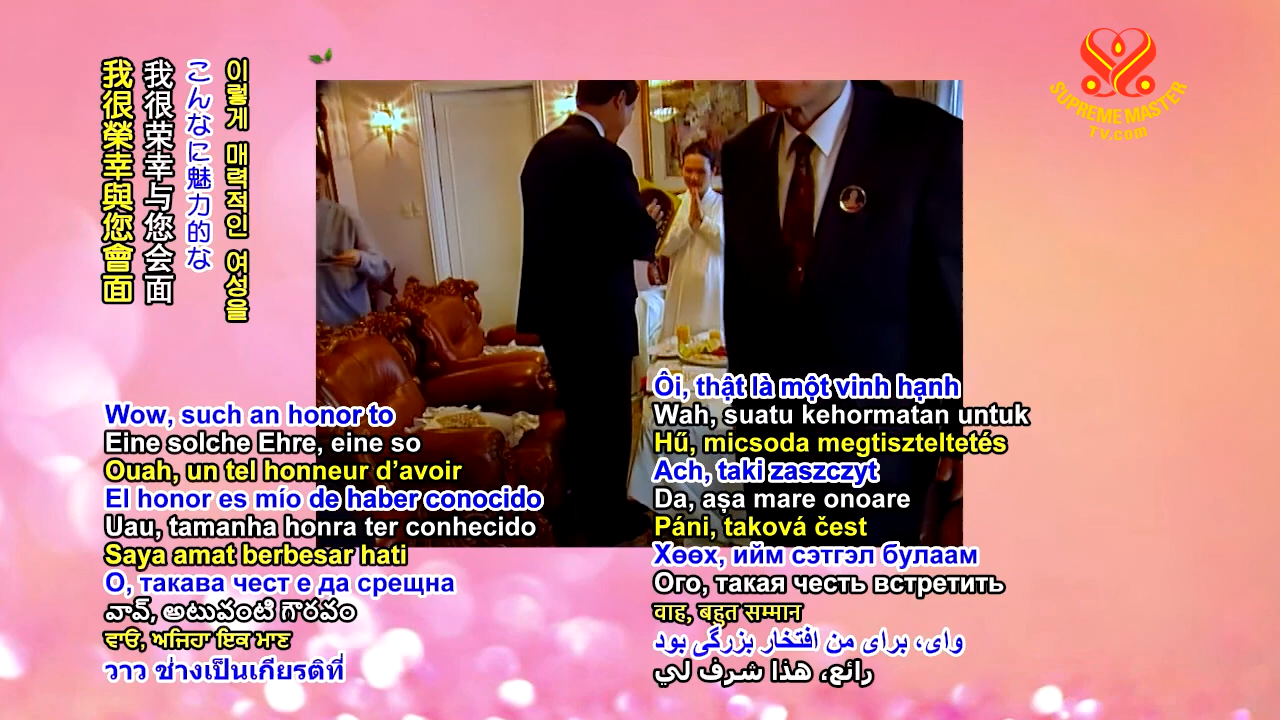 我很榮幸與您會面
我很荣幸与您会面
こんなに魅力的な
이렇게 매력적인 여성을
SUPREME MASTER
TV.com
Wow, such an honor to
Eine solche Ehre, eine so
Ouah, un tel honneur d’avoir
El honor es mío de haber conocido
Uau, tamanha honra ter conhecido
Saya amat berbesar hati
О, такава чест е да срещна
వావ్, అటువంటి గౌరవం
ਵਾਓ, ਅਜਿਹਾ ਇਕ ਮਾਣ
วาว ช่างเป็นเกียรติที่
Ôi, thật là một vinh hạnh
Wah, suatu kehormatan untuk
Hű, micsoda megtiszteltetés
Ach, taki zaszczyt
Da, așa mare onoare
Páni, taková čest
Хөөх, ийм сэтгэл булаам
Ого, такая честь встретить
वाह, बहुत सम्मान
وای، برای من افتخار بزرگی بود
رائع، هذا شرف لي